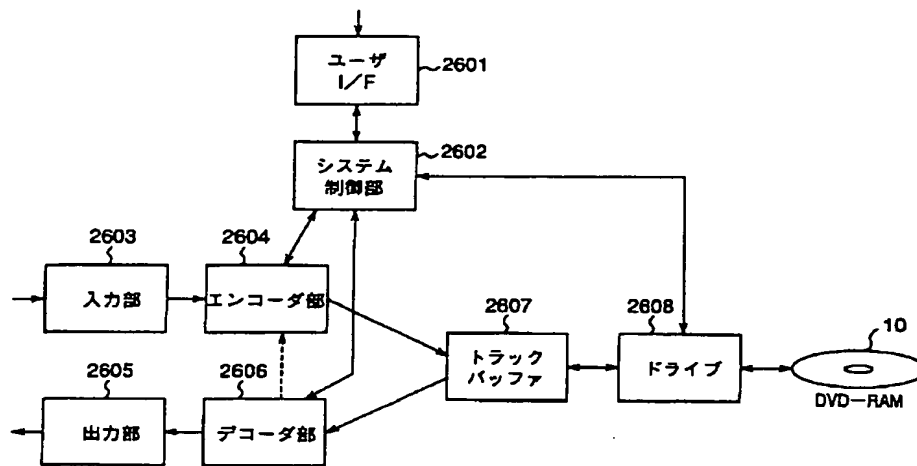 ユーザ
I/F
2601
システム
制御部
2602
2603
入力部
2604
エンコーダ部
2605
出力部
2606
デコーダ部
2607
トラック
バッファ
2608
ドライブ
10
DVD-RAM